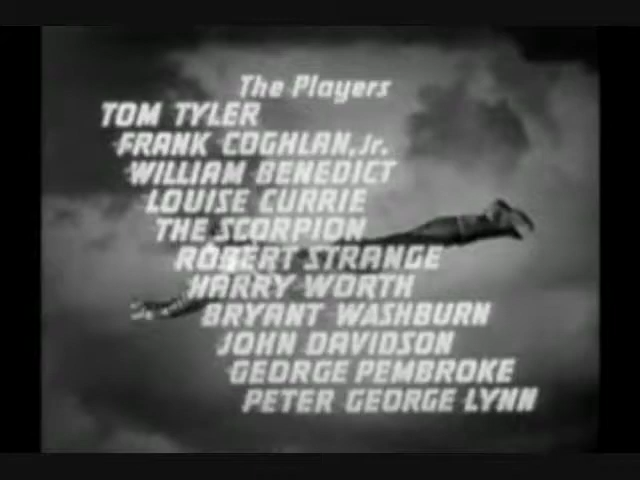 The Players
TOM TYLER
FRANK COGHLAN, Jr.
WILLIAM BENEDICT
LOUISE CURRIE
THE SCORPION
ROBERT STRANGE
HARRY WORTH
BRYANT WASHBURN
JOHN DAVIDSON
GEORGE PEMBROKE
PETER GEORGE LYNN